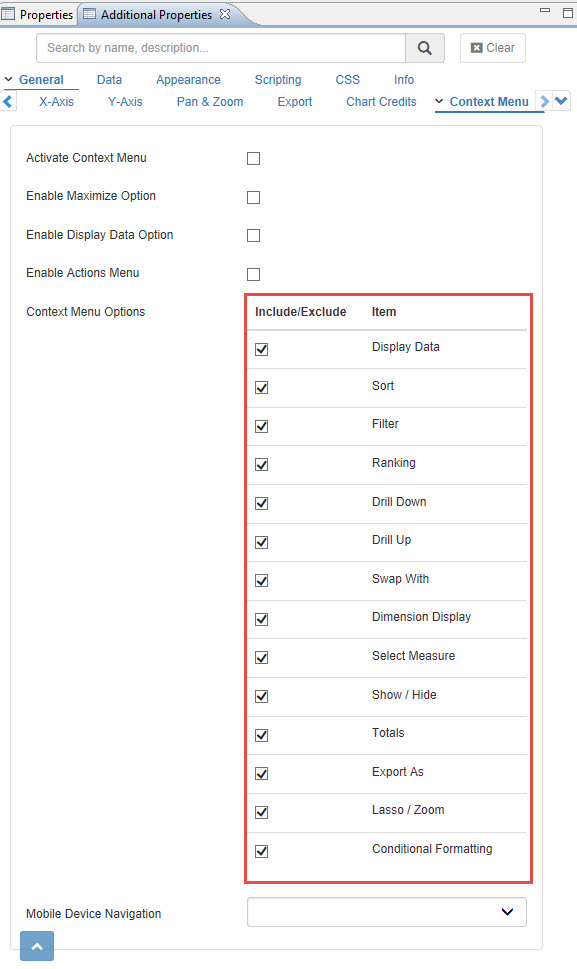 Properties Additional Properties
Search by name, description... Clear
General Data Appearance Scripting CSS Info
X-Axis Y-Axis Pan & Zoom Export Chart Credits Context Menu
Activate Context Menu
Enable Maximize Option
Enable Display Data Option
Enable Actions Menu
Context Menu Options Include/Exclude Item
Display Data
Sort
Filter
Ranking
Drill Down
Drill Up
Swap With
Dimension Display
Select Measure
Show / Hide
Totals
Export As
Lasso / Zoom
Conditional Formatting
Mobile Device Navigation